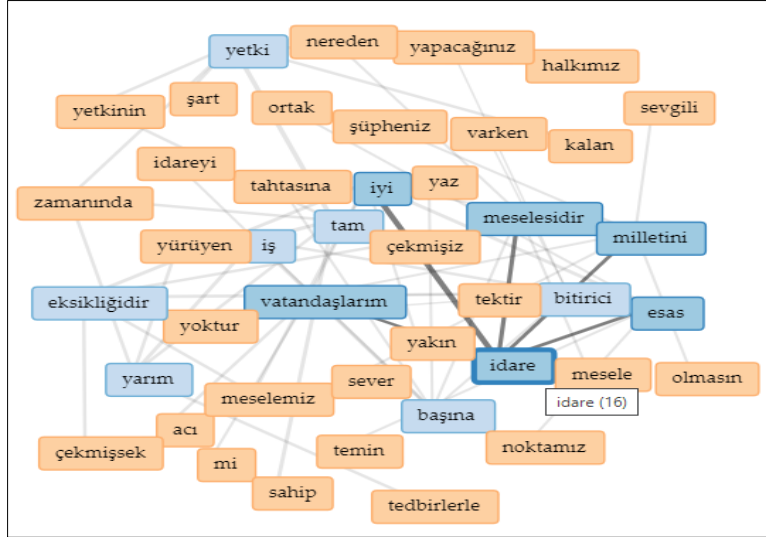 nereden
yetki
yapacağınız
halkımız
şart
yetkinin
ortak
sevgili
şüpheniz
varken
kalan
idareyi
tahtasına
iyi
yaz
zamanında
meselesidir
tam
milletini
yürüyen
iş
çekmişiz
eksikliğidir
vatandaşlarım
tektir
bitirici
esas
yoktur
yakın
idare
yarım
sever
mesele
olmasın
meselemiz
idare (16)
başına
acı
çekmişsek
mi
temin
noktamız
sahip
tedbirlerle